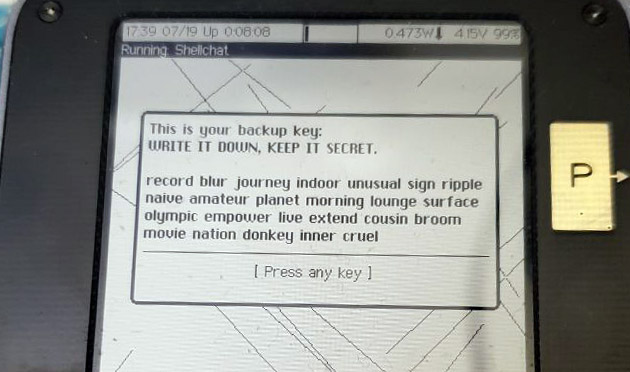 17:39 07/19 Up 0:08:08 0.473W 4.15V 99%
Running: Shellchat
This is your backup key:
WRITE IT DOWN, KEEP IT SECRET.
record blur journey indoor unusual sign ripple
naive amateur planet morning lounge surface
olympic empower live extend cousin broom
movie nation donkey inner cruel
[ Press any key ]
P